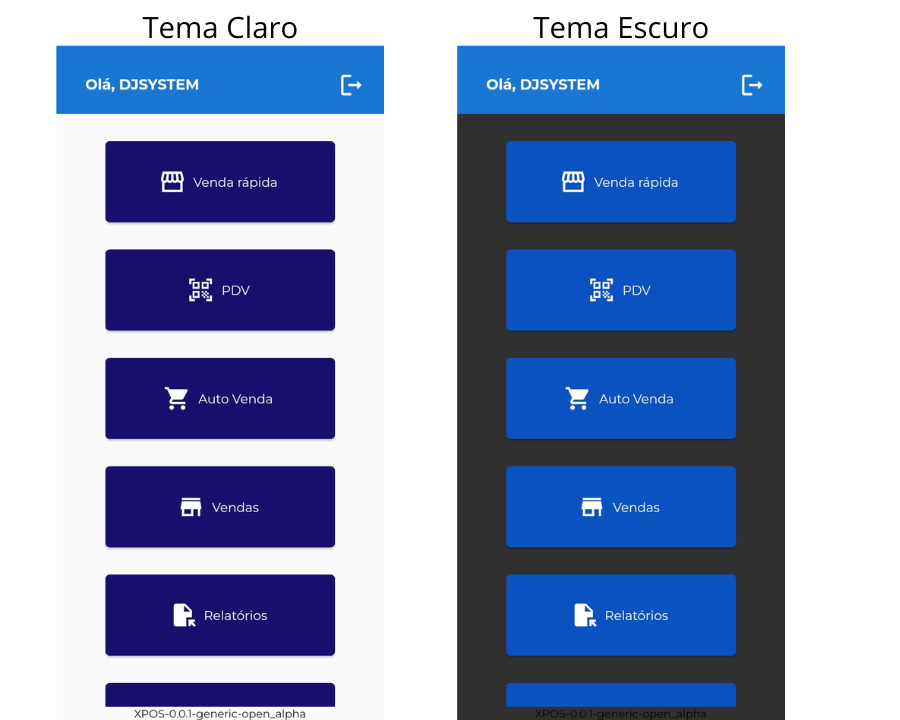 Tema Claro
Olá, DJSYSTEM
Venda rápida
PDV
Auto Venda
Vendas
Relatórios
XPOS-0.0.1-generic-open_alpha
Tema Escuro
Olá, DJSYSTEM
Venda rápida
PDV
Auto Venda
Vendas
Relatórios
XPOS-0.0.1-generic-open_alpha